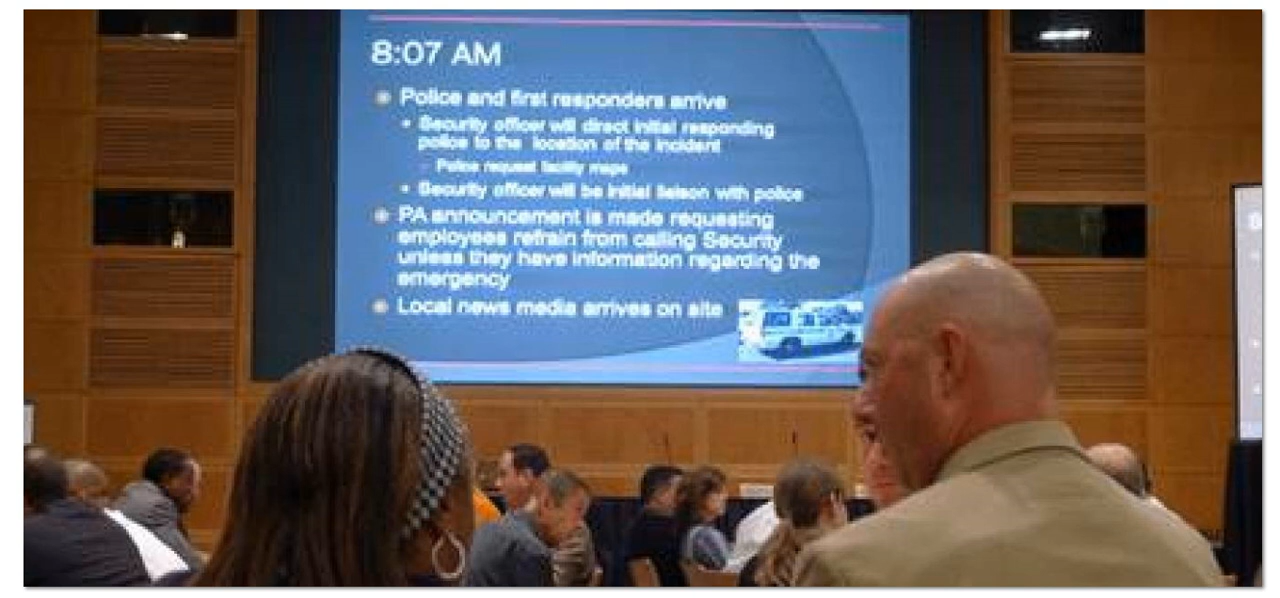 8:07 AM
Police and first responders arrive
Security officer will direct initial responding
police to the location of the incident
Police request facility maps
Security officer will be initial liaison with police
PA announcement is made requesting
employees refrain from calling Security
unless they have information regarding the
emergency
Local news media arrives on site